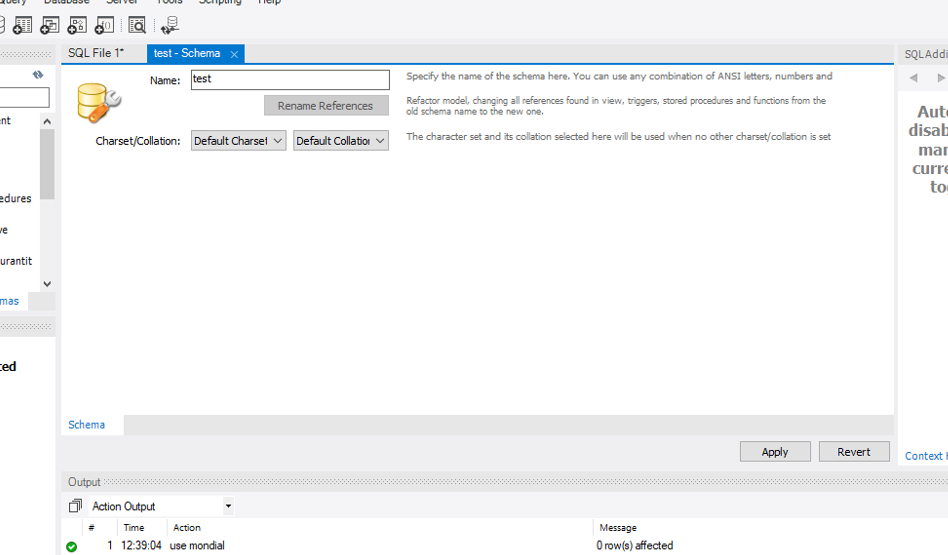 Query Database Server Tools Scripting Help
SQL File 1* test - Schema
SQLAddi
Name: test
Specify the name of the schema here. You can use any combination of ANSI letters, numbers and
Rename References
Refactor model, changing all references found in view, triggers, stored procedures and functions from the
old schema name to the new one.
Charset/Collation: Default Charset Default Collation
The character set and its collation selected here will be used when no other charset/collation is set
ent
edures
ve
urantit
mas
ted
Auto
disab
man
curre
to
Schema
Apply Revert
Context H
Output
Action Output
# Time Action Message
1 12:39:04 use mondial 0 row(s) affected